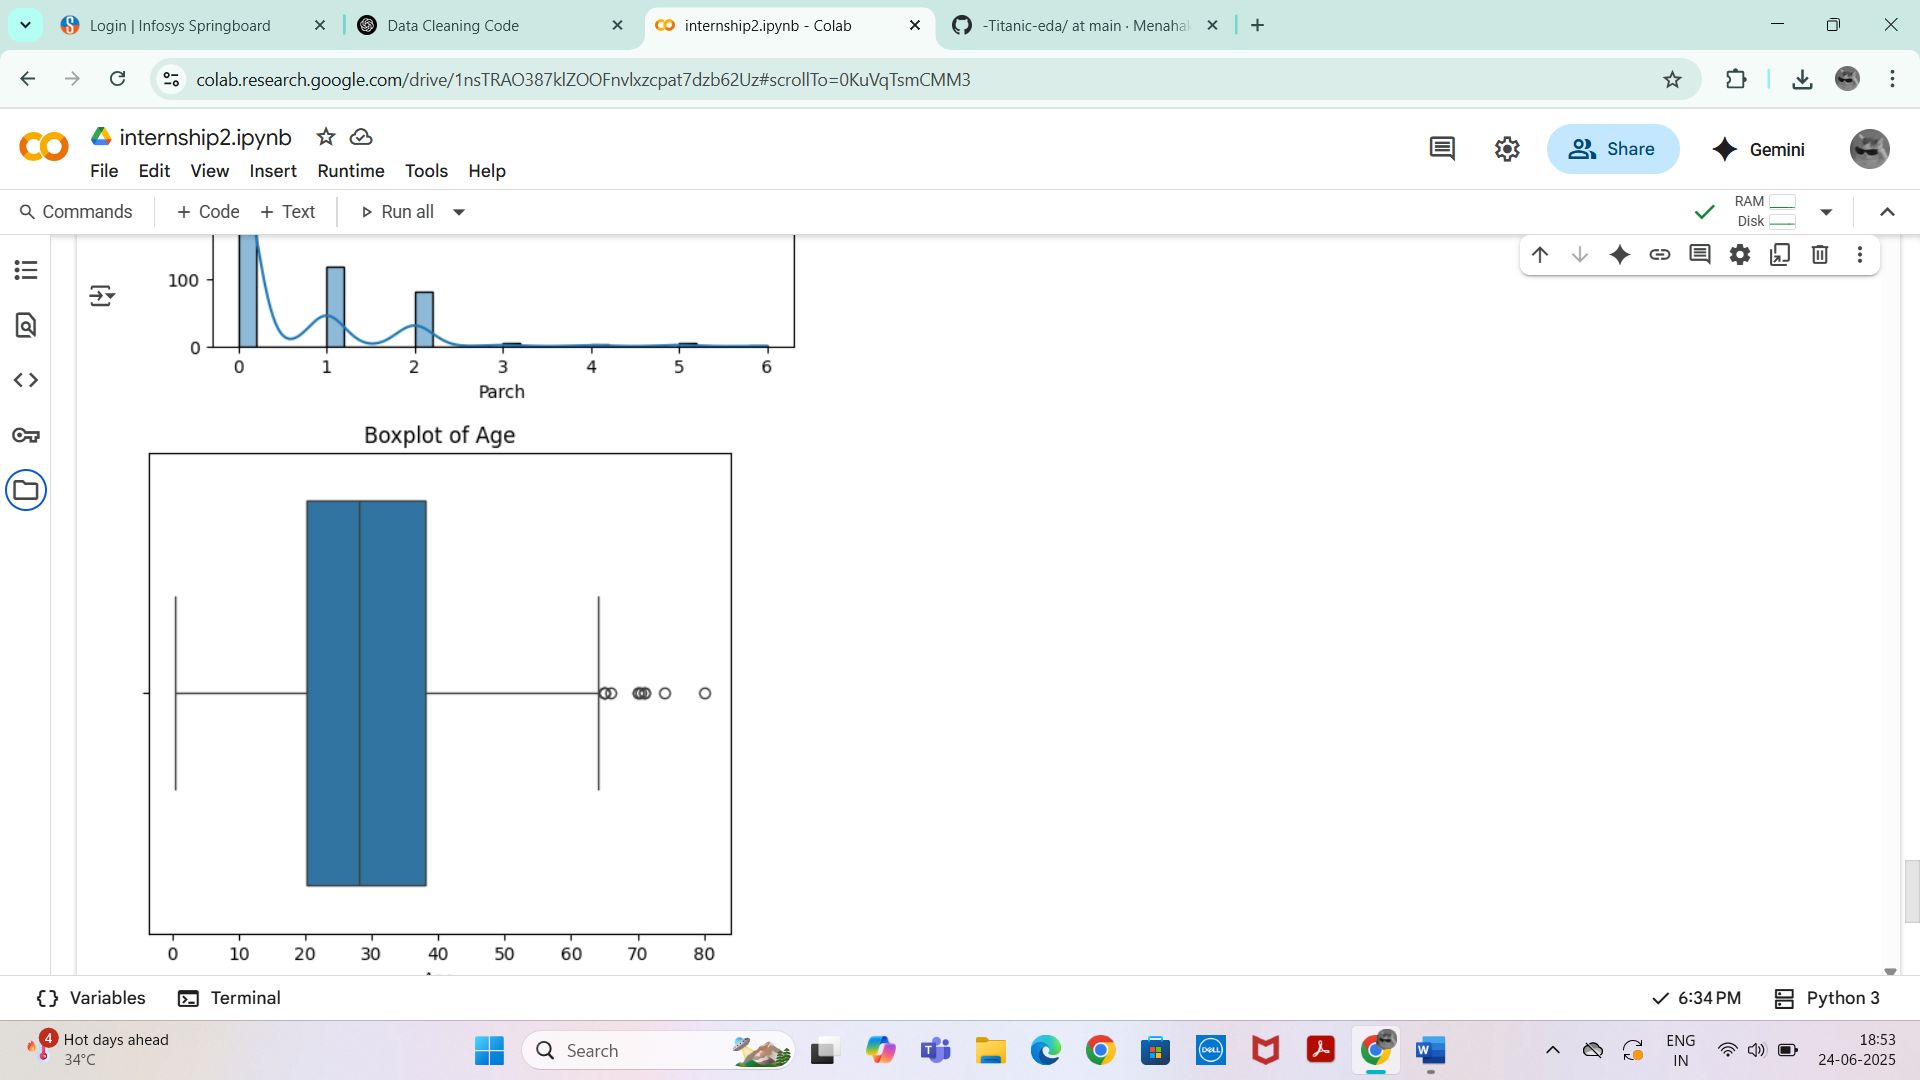 Login | Infosys Springboard
Data Cleaning Code
internship2.ipynb - Colab
-Titanic-eda/ at main · Menaha
colab.research.google.com/drive/1nsTRAO387klZOOFnvlxzcpat7dzb62Uz#scrollTo=0KuVqTsmCMM3
internship2.ipynb
File Edit View Insert Runtime Tools Help
Share
Gemini
Commands + Code + Text Run all
RAM
Disk
100
0
0 1 2 3 4 5 6
Parch
Boxplot of Age
0 10 20 30 40 50 60 70 80
Variables Terminal
6:34 PM Python 3
4
Hot days ahead
34°C
Search
DELL
ENG
IN
18:53
24-06-2025